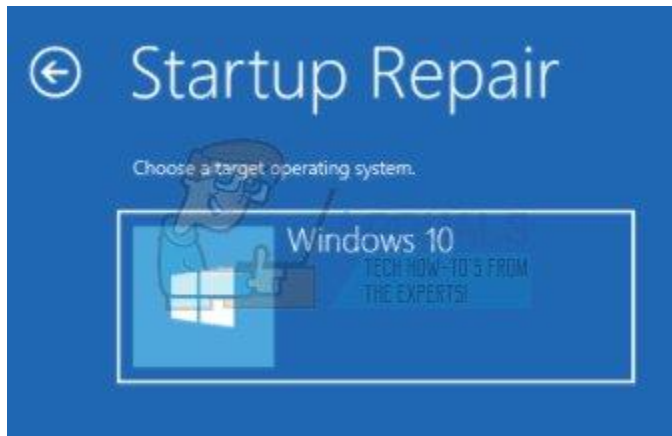 Startup Repair
Choose a target operating system.
Windows 10
TECH HOW-TO'S FROM
THE EXPERTS!